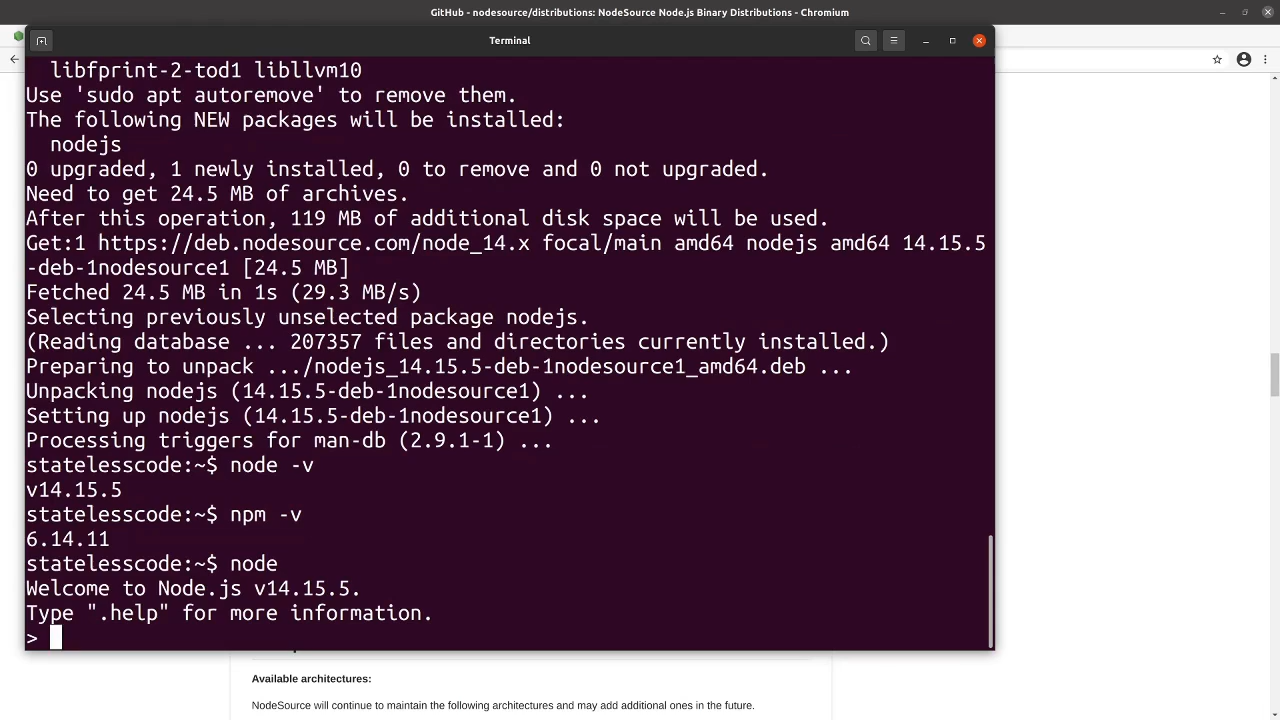 GitHub - nodesource/distributions: NodeSource Node.js Binary Distributions - Chromium
Terminal
libfprint-2-tod1 libllvm10
Use 'sudo apt autoremove' to remove them.
The following NEW packages will be installed:
nodejs
0 upgraded, 1 newly installed, 0 to remove and 0 not upgraded.
Need to get 24.5 MB of archives.
After this operation, 119 MB of additional disk space will be used.
Get:1 https://deb.nodesource.com/node_14.x focal/main amd64 nodejs amd64 14.15.5
-deb-1nodesource1 [24.5 MB]
Fetched 24.5 MB in 1s (29.3 MB/s)
Selecting previously unselected package nodejs.
(Reading database ... 207357 files and directories currently installed.)
Preparing to unpack .../nodejs_14.15.5-deb-1nodesource1_amd64.deb ...
Unpacking nodejs (14.15.5-deb-1nodesource1) ...
Setting up nodejs (14.15.5-deb-1nodesource1) ...
Processing triggers for man-db (2.9.1-1) ...
statelesscode:~$ node -v
v14.15.5
statelesscode:~$ npm -v
6.14.11
statelesscode:~$ node
Welcome to Node.js v14.15.5.
Type ".help" for more information.
>
Available architectures:
NodeSource will continue to maintain the following architectures and may add additional ones in the future.